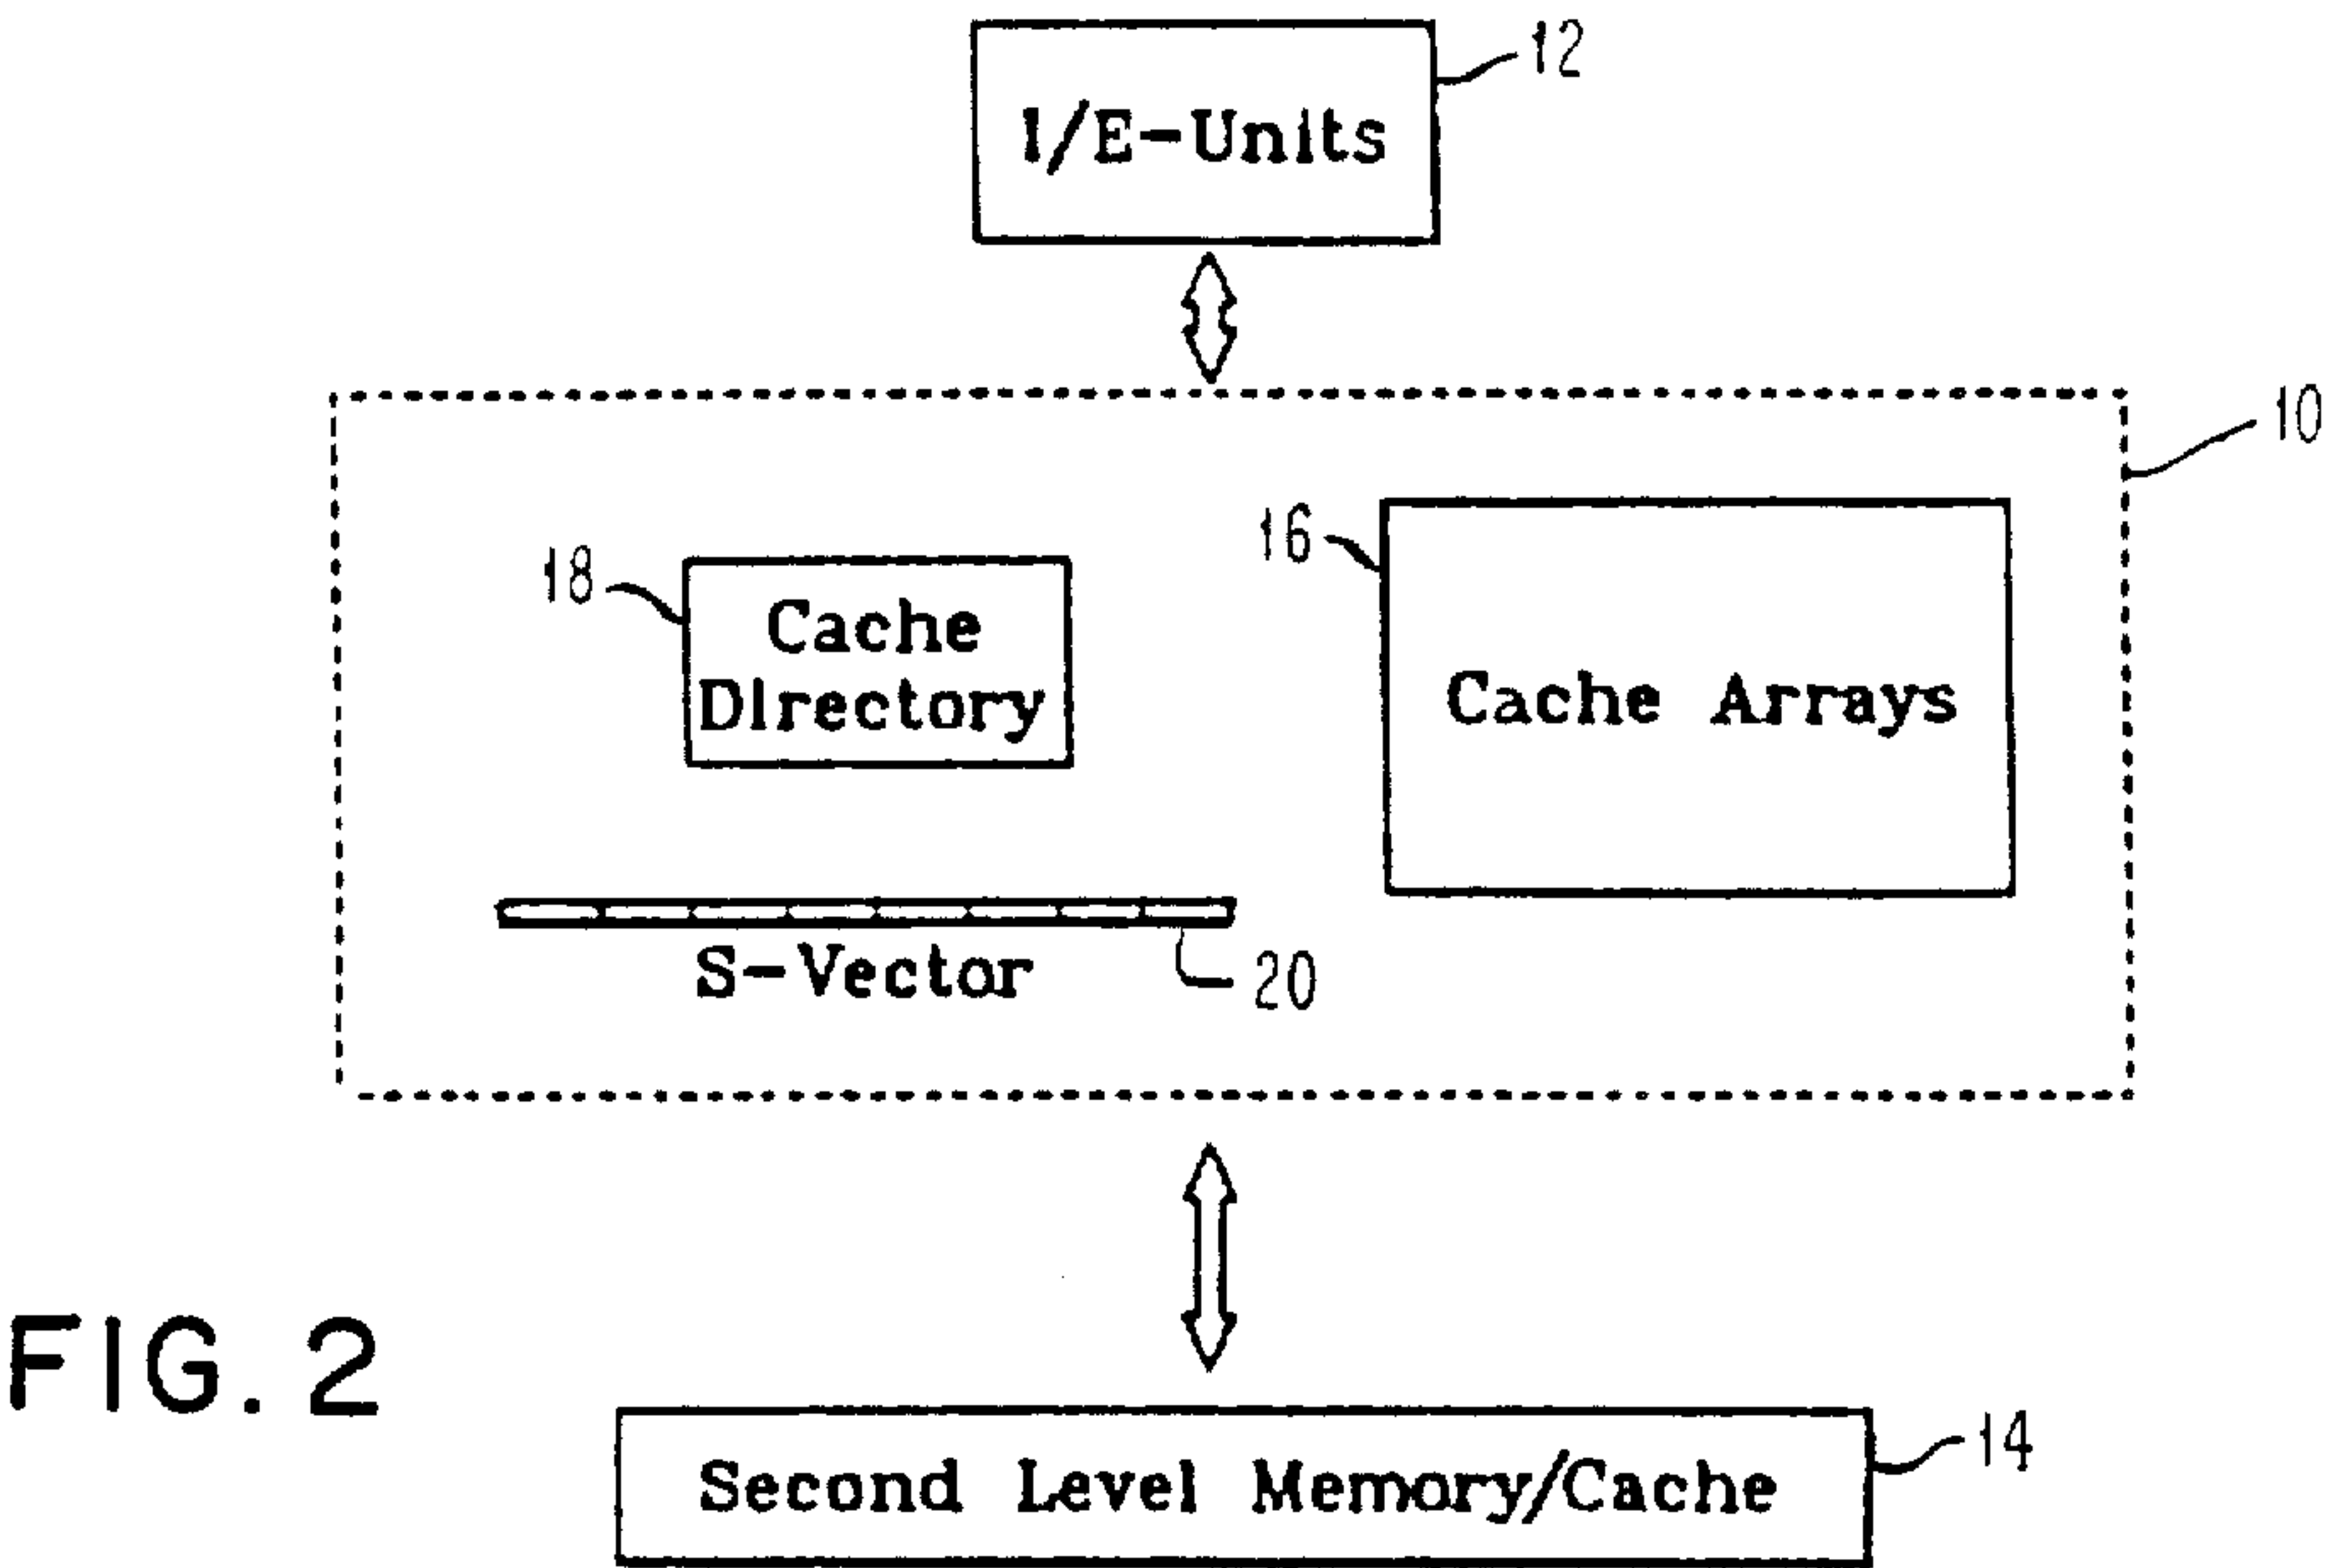 12
I/E-Units
10
16
18
Cache
Directory
Cache Arrays
S-Vector
20
FIG. 2
14
Second Level Memory/Cache